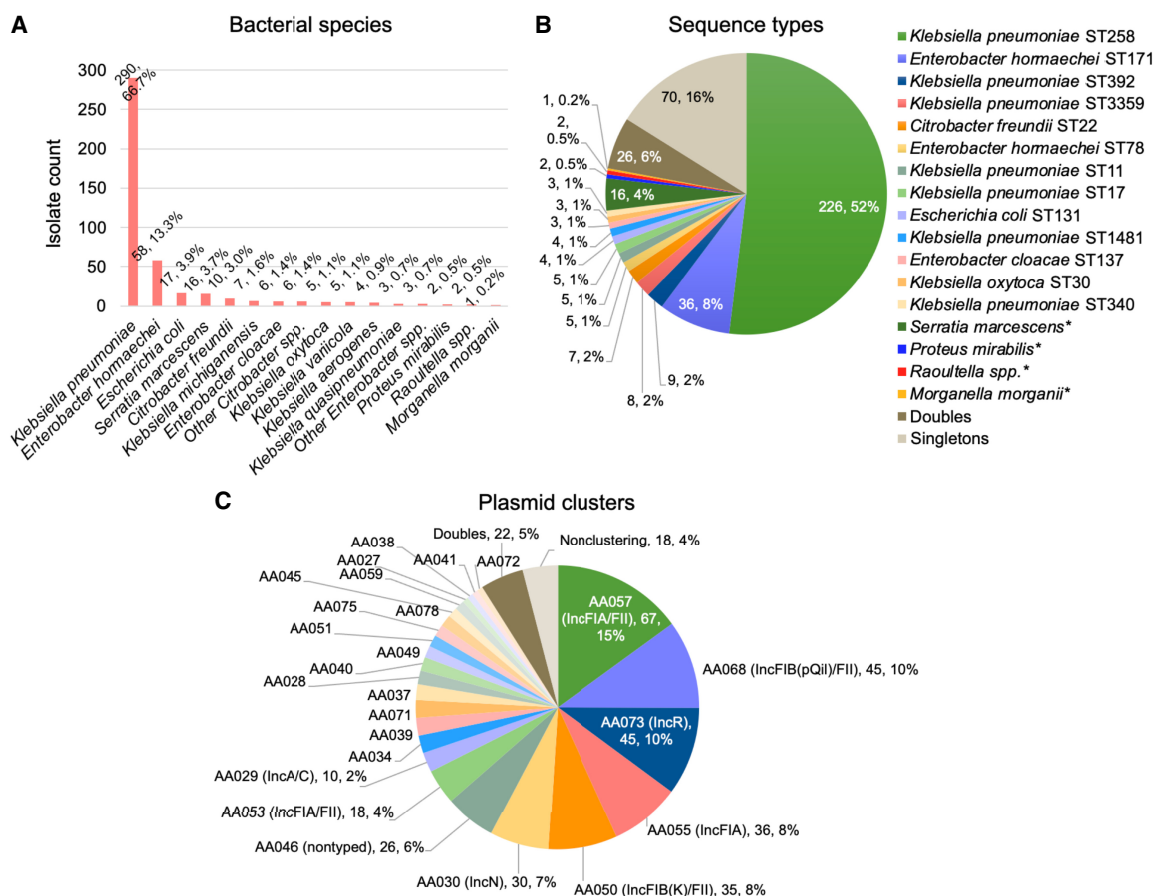 A
Bacterial species
Isolate count
300
250
200
150
100
50
0
290,
66.7%
58, 13.3%
17, 3.9%
16, 3.7%
10, 3.0%
7, 1.6%
6, 1.4%
6, 1.4%
5, 1.1%
5, 1.1%
4, 0.9%
3, 0.7%
3, 0.7%
2, 0.5%
2, 0.5%
1, 0.2%
Klebsiella pneumoniae
Enterobacter hormaechei
Escherichia coli
Serratia marcescens
Citrobacter freundii
Klebsiella michiganensis
Enterobacter cloacae
Other Citrobacter spp.
Klebsiella oxytoca
Klebsiella variicola
Klebsiella aerogenes
Klebsiella quasipneumoniae
Other Enterobacter spp.
Proteus mirabilis
Raoultella spp.
Morganella morganii
B
Sequence types
226, 52%
36, 8%
9, 2%
8, 2%
7, 2%
5, 1%
5, 1%
5, 1%
4, 1%
4, 1%
3, 1%
3, 1%
3, 1%
16, 4%
2, 0.5%
2,
0.5%
1, 0.2%
26, 6%
70, 16%
Klebsiella pneumoniae ST258
Enterobacter hormaechei ST171
Klebsiella pneumoniae ST392
Klebsiella pneumoniae ST3359
Citrobacter freundii ST22
Enterobacter hormaechei ST78
Klebsiella pneumoniae ST11
Klebsiella pneumoniae ST17
Escherichia coli ST131
Klebsiella pneumoniae ST1481
Enterobacter cloacae ST137
Klebsiella oxytoca ST30
Klebsiella pneumoniae ST340
Serratia marcescens*
Proteus mirabilis*
Raoultella spp.*
Morganella morganii*
Doubles
Singletons
C
Plasmid clusters
AA057
(IncFIA/FII), 67,
15%
AA068 (IncFIB(pQil)/FII), 45, 10%
AA073 (IncR),
45, 10%
AA055 (IncFIA), 36, 8%
AA050 (IncFIB(K)/FII), 35, 8%
AA030 (IncN), 30, 7%
AA046 (nontyped), 26, 6%
AA053 (IncFIA/FII), 18, 4%
AA029 (IncA/C), 10, 2%
AA034
AA039
AA071
AA037
AA028
AA040
AA049
AA051
AA075
AA078
AA045
AA059
AA027
AA038
AA041
AA072
Doubles, 22, 5%
Nonclustering, 18, 4%